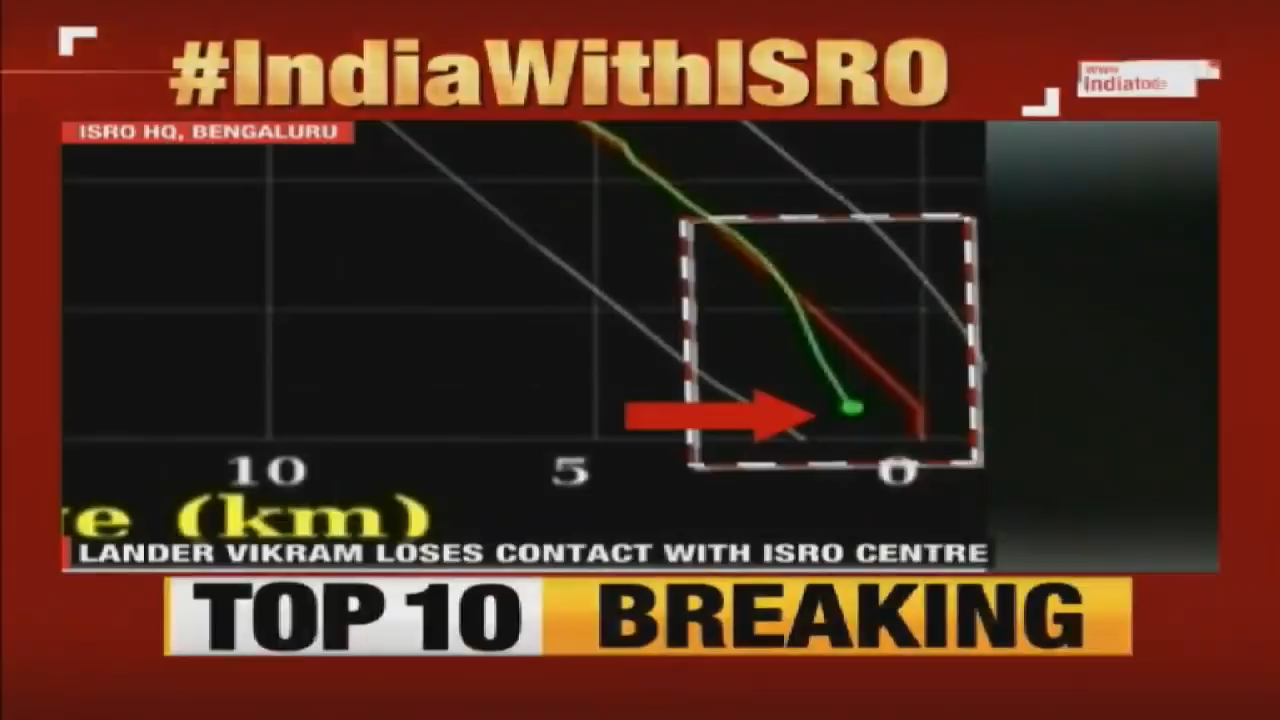 #IndiaWithISRO
www
Indiatoday
ISRO HQ, BENGALURU
10
5
0
e (km)
LANDER VIKRAM LOSES CONTACT WITH ISRO CENTRE
TOP 10 BREAKING